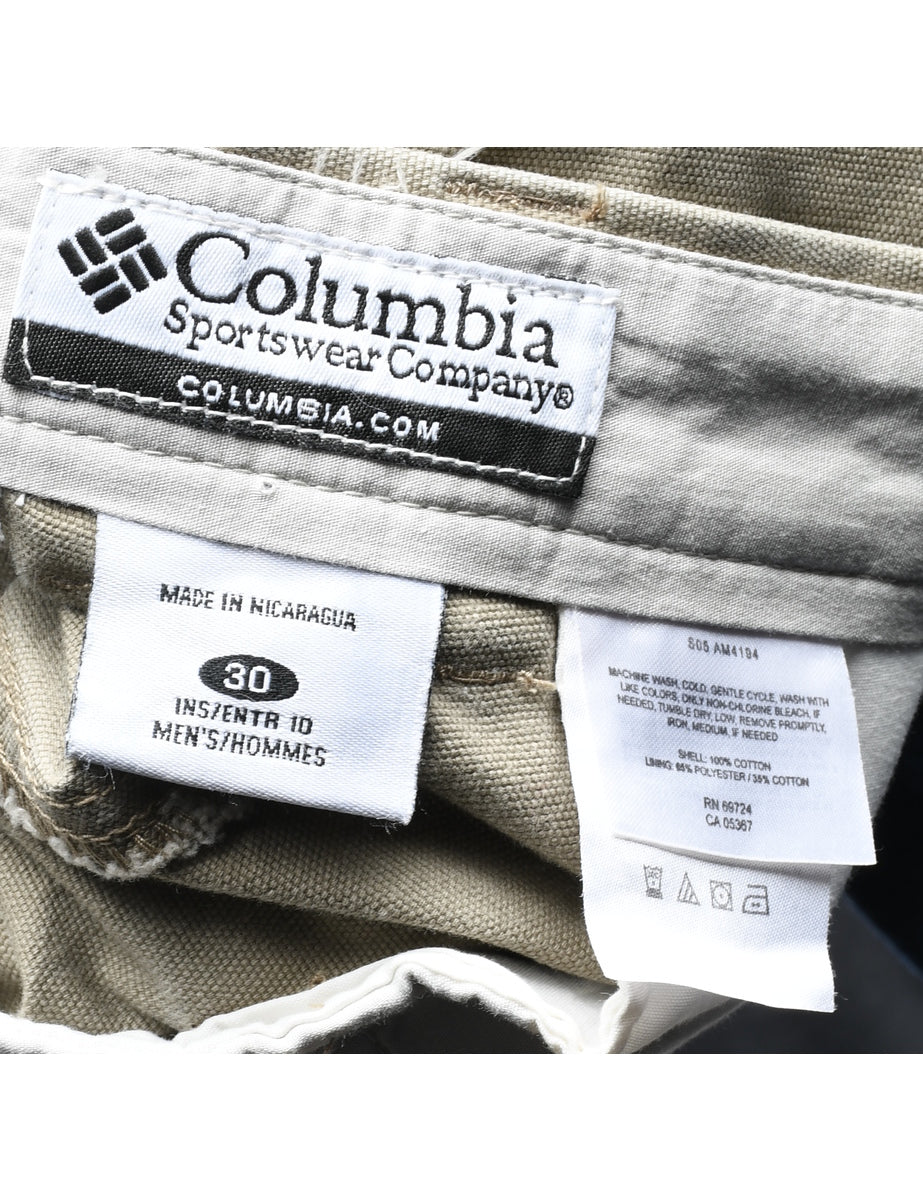 Columbia
Sportswear Company®
COLUMBIA.COM
MADE IN NICARAGUA
30
INS/ENTR 10
MEN'S/HOMMES
S05 AM4194
MACHINE WASH, COLD, GENTLE CYCLE, WASH WITH
LIKE COLORS, ONLY NON-CHLORINE BLEACH, IF
NEEDED, TUMBLE DRY, LOW, REMOVE PROMPTLY,
IRON, MEDIUM, IF NEEDED
SHELL: 100% COTTON
LINING: 65% POLYESTER / 35% COTTON
RN 69724
CA 05367